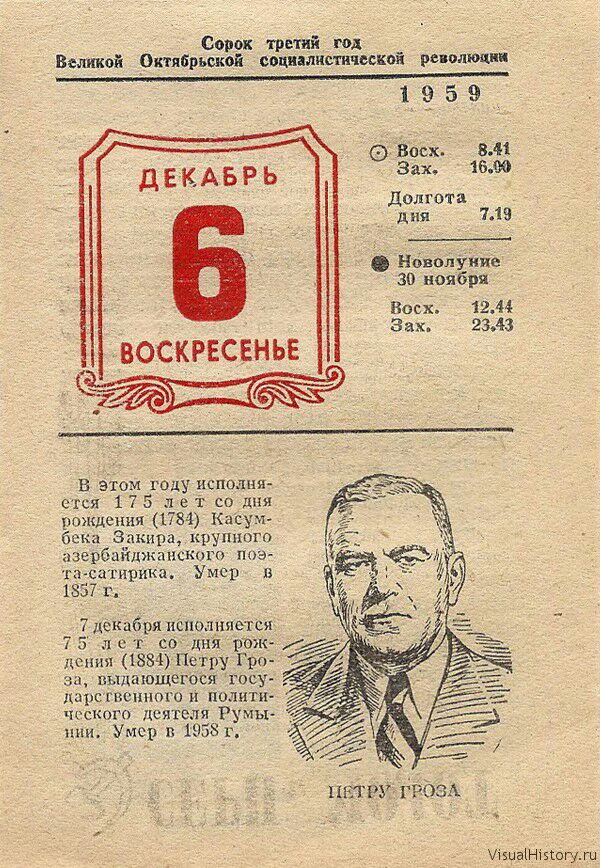 Сорок третий год
Великой Октябрьской социалистической революции
1959
ДЕКАБРЬ
6
ВОСКРЕСЕНЬЕ
Восх. 8.41
Зах. 16.00
Долгота
дня 7.19
Новолуние
30 ноября
Восх. 12.44
Зах. 23.43
В этом году исполня-
ется 175 лет со дня
рождения (1784) Касум-
бека Закира, крупного
азербайджанского поэ-
та-сатирика. Умер в
1857 г.
7 декабря исполняется
75 лет со дня рож-
дения (1884) Петру Гро-
за, выдающегося госу-
дарственного и полити-
ческого деятеля Румы-
нии. Умер в 1958 г.
ПЕТРУ ГРОЗА
VisualHistory.ru